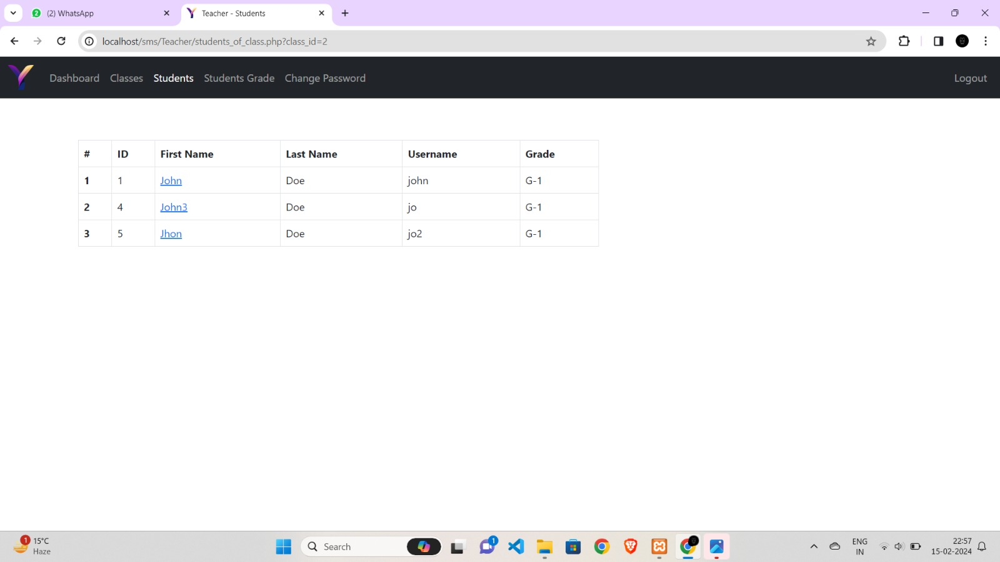 2 (2) WhatsApp Teacher - Students
localhost/sms/Teacher/students_of_class.php?class_id=2
Dashboard Classes Students Students Grade Change Password Logout
# ID First Name Last Name Username Grade
1 1 John Doe john G-1
2 4 John3 Doe jo G-1
3 5 Jhon Doe jo2 G-1
1 15°C
Haze
Search
1
ENG
IN
22:57
15-02-2024